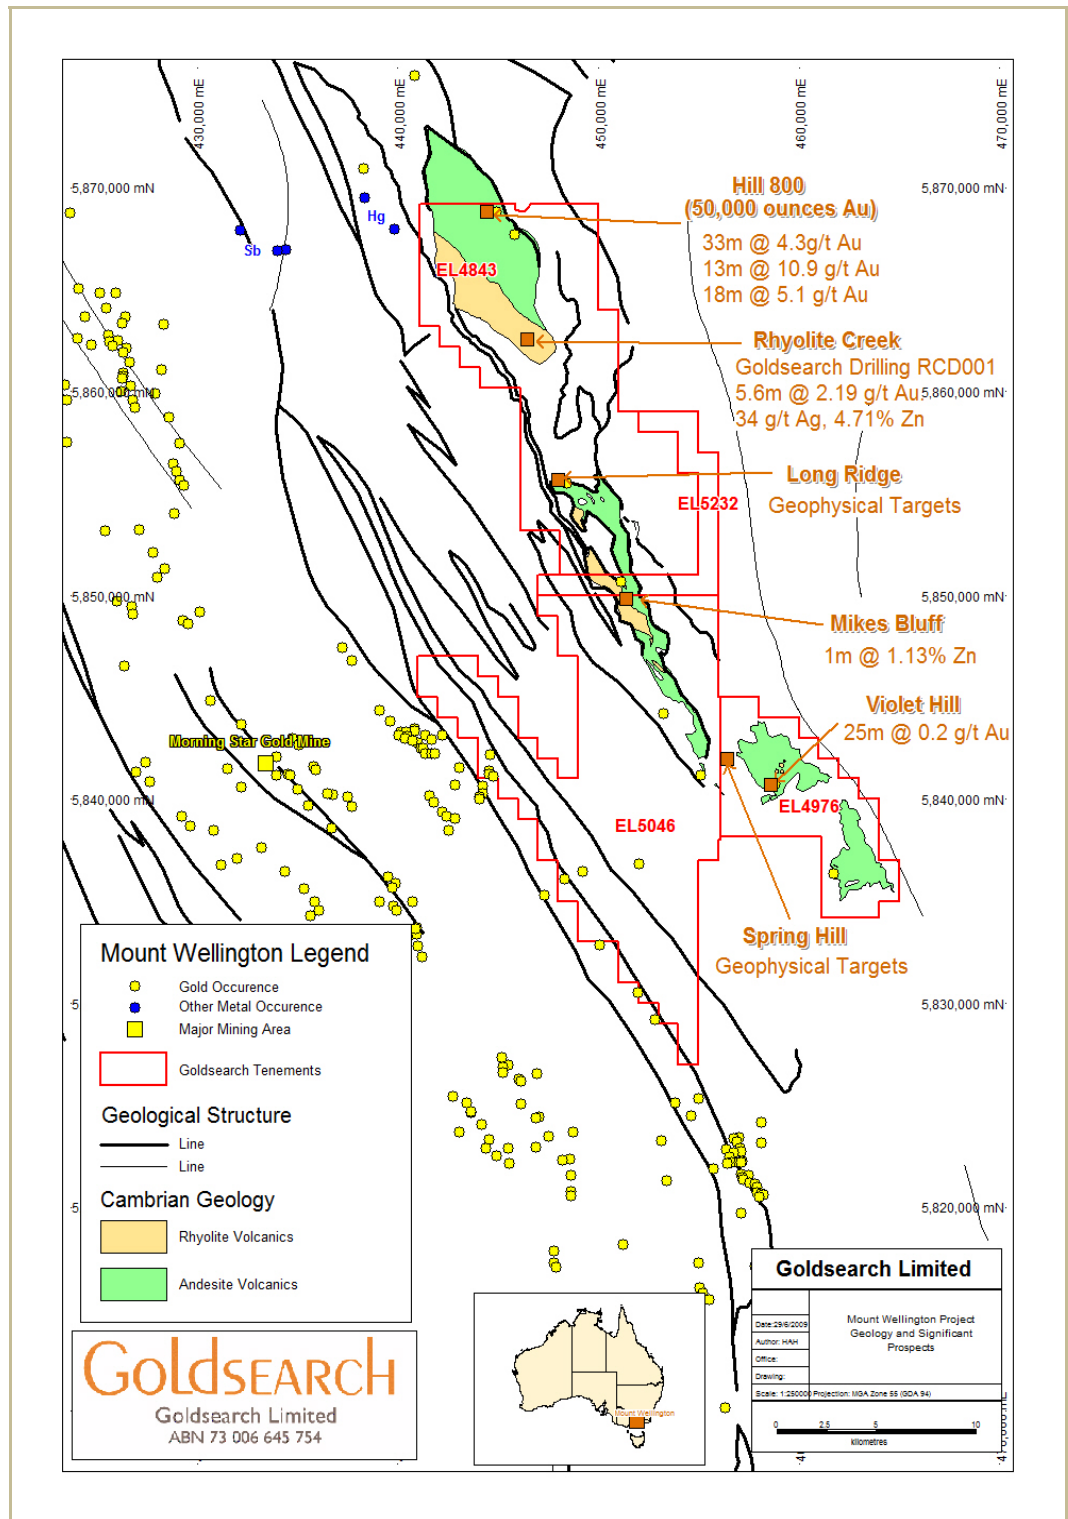 430,000 mE
440,000 mE
450,000 mE
460,000 mE
470,000 mE
5,870,000 mN
5,870,000 mN
Hill 800
(50,000 ounces Au)
33m @ 4.3g/t Au
13m @ 10.9 g/t Au
18m @ 5.1 g/t Au
Hg
Sb
EL4843
Rhyolite Creek
Goldsearch Drilling RCD001
5.6m @ 2.19 g/t Au
34 g/t Ag, 4.71% Zn
5,860,000 mN
5,860,000 mN
Long Ridge
Geophysical Targets
EL5232
5,850,000 mN
5,850,000 mN
Mikes Bluff
1m @ 1.13% Zn
Violet Hill
25m @ 0.2 g/t Au
Morning Star Gold Mine
5,840,000 mN
5,840,000 mN
EL4976
EL5046
Spring Hill
Geophysical Targets
5,830,000 mN
5,820,000 mN
Mount Wellington Legend
Gold Occurence
Other Metal Occurence
Major Mining Area
Goldsearch Tenements
Geological Structure
Line
Line
Cambrian Geology
Rhyolite Volcanics
Andesite Volcanics
GOLDSEARCH
Goldsearch Limited
ABN 73 006 645 754
Mount Wellington
Goldsearch Limited
Date:29/6/2009
Author: HAH
Office:
Drawing:
Scale: 1:250000 Projection: MGA Zone 55 (GDA 94)
Mount Wellington Project
Geology and Significant
Prospects
0 2.5 5 10
kilometres